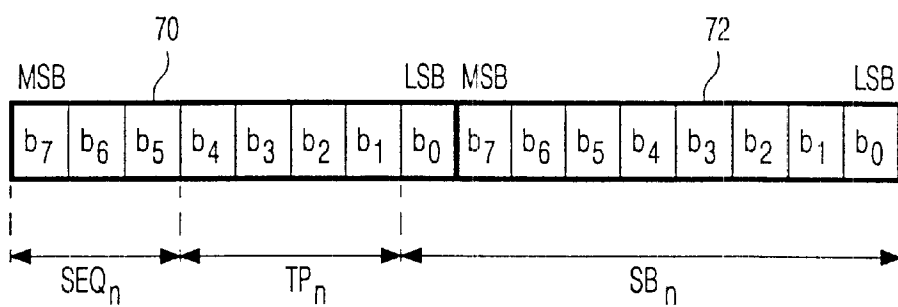 70 72
MSB LSB MSB LSB
b7 b6 b5 b4 b3 b2 b1 b0 b7 b6 b5 b4 b3 b2 b1 b0
SEQn TPn SBn